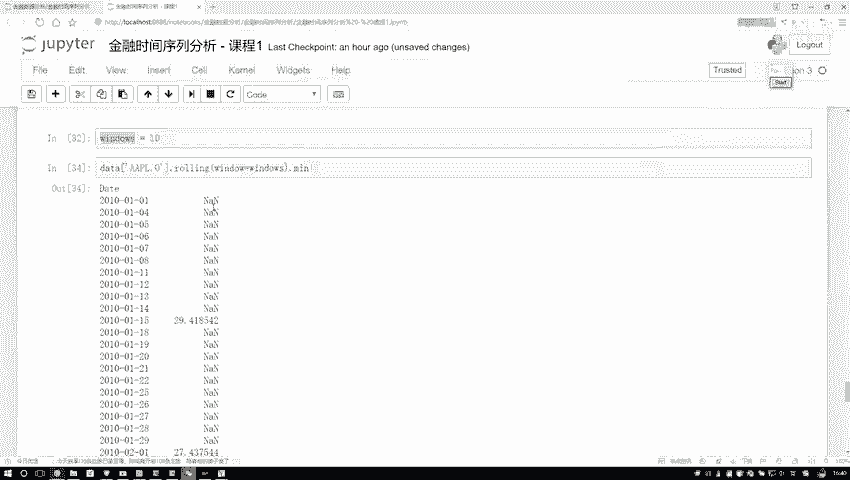 jupyter 金融时间序列分析 - 课程1 Last Checkpoint: an hour ago (unsaved changes)
Logout
File Edit View Insert Cell Kernel Widgets Help
Trusted
Code
In [32]: windows = 10
In [34]: data['AAPL.O'].rolling(window=windows).min
Out[34]: Date
2010-01-01 NaN
2010-01-04 NaN
2010-01-05 NaN
2010-01-06 NaN
2010-01-07 NaN
2010-01-08 NaN
2010-01-11 NaN
2010-01-12 NaN
2010-01-13 NaN
2010-01-14 NaN
2010-01-15 29.418542
2010-01-18 NaN
2010-01-19 NaN
2010-01-20 NaN
2010-01-21 NaN
2010-01-22 NaN
2010-01-25 NaN
2010-01-26 NaN
2010-01-27 NaN
2010-01-28 NaN
2010-01-29 NaN
2010-02-01 27.437544
16:40